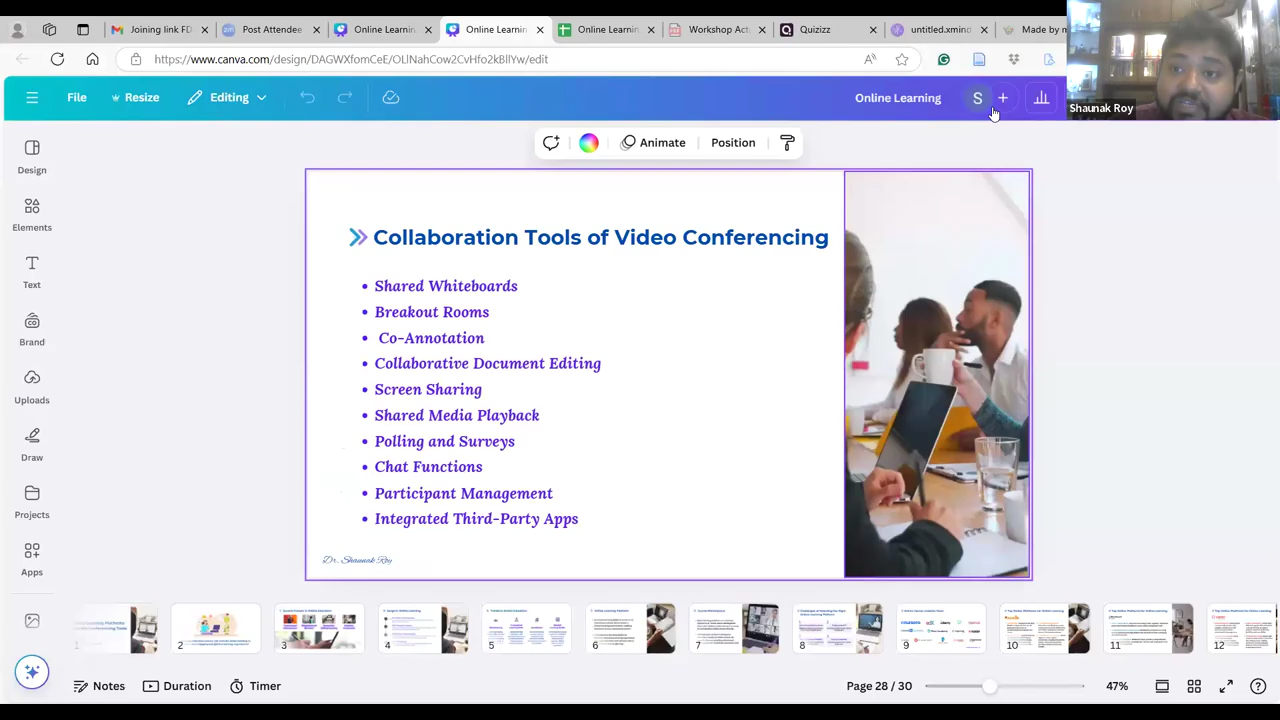 Joining link FD
Post Attende
Online Learnin
Online Learnin
Online Learnin
Workshop Act
Quizizz
untitled.xmind
Made by n
https://www.canva.com/design/
File
Resize
Editing
Online Learning
S
Shaunak Roy
Animate
Position
Design
Elements
Text
Brand
Uploads
Draw
Projects
Apps
Collaboration Tools of Video Conferencing
• Shared Whiteboards
• Breakout Rooms
• Co-Annotation
• Collaborative Document Editing
• Screen Sharing
• Shared Media Playback
• Polling and Surveys
• Chat Functions
• Participant Management
• Integrated Third-Party Apps
Dr. Shaunak Roy
2
3
4
5
6
7
8
9
10
11
12
Notes
Duration
Timer
Page 28 / 30
47%